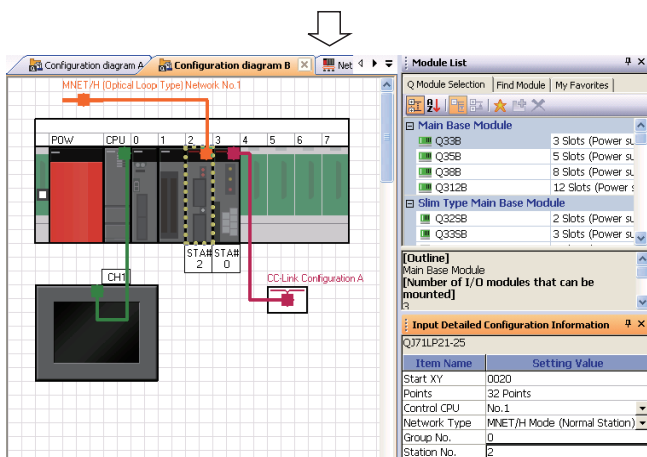 Configuration diagram A
Configuration diagram B
Net
MNET/H (Optical Loop Type) Network No.1
POW CPU 0 1 2 3 4 5 6 7
STA# STA#
2 0
CH1
CC-Link Configuration A
Module List
Q Module Selection Find Module My Favorites
Main Base Module
Q33B 3 Slots (Power su
Q35B 5 Slots (Power su
Q38B 8 Slots (Power su
Q312B 12 Slots (Power s
Slim Type Main Base Module
Q32SB 2 Slots (Power su
Q33SB 3 Slots (Power su
[Outline]
Main Base Module
[Number of I/O modules that can be
mounted]
3
Input Detailed Configuration Information
QJ71LP21-25
Item Name Setting Value
Start XY 0020
Points 32 Points
Control CPU No.1
Network Type MNET/H Mode (Normal Station)
Group No. 0
Station No. 2